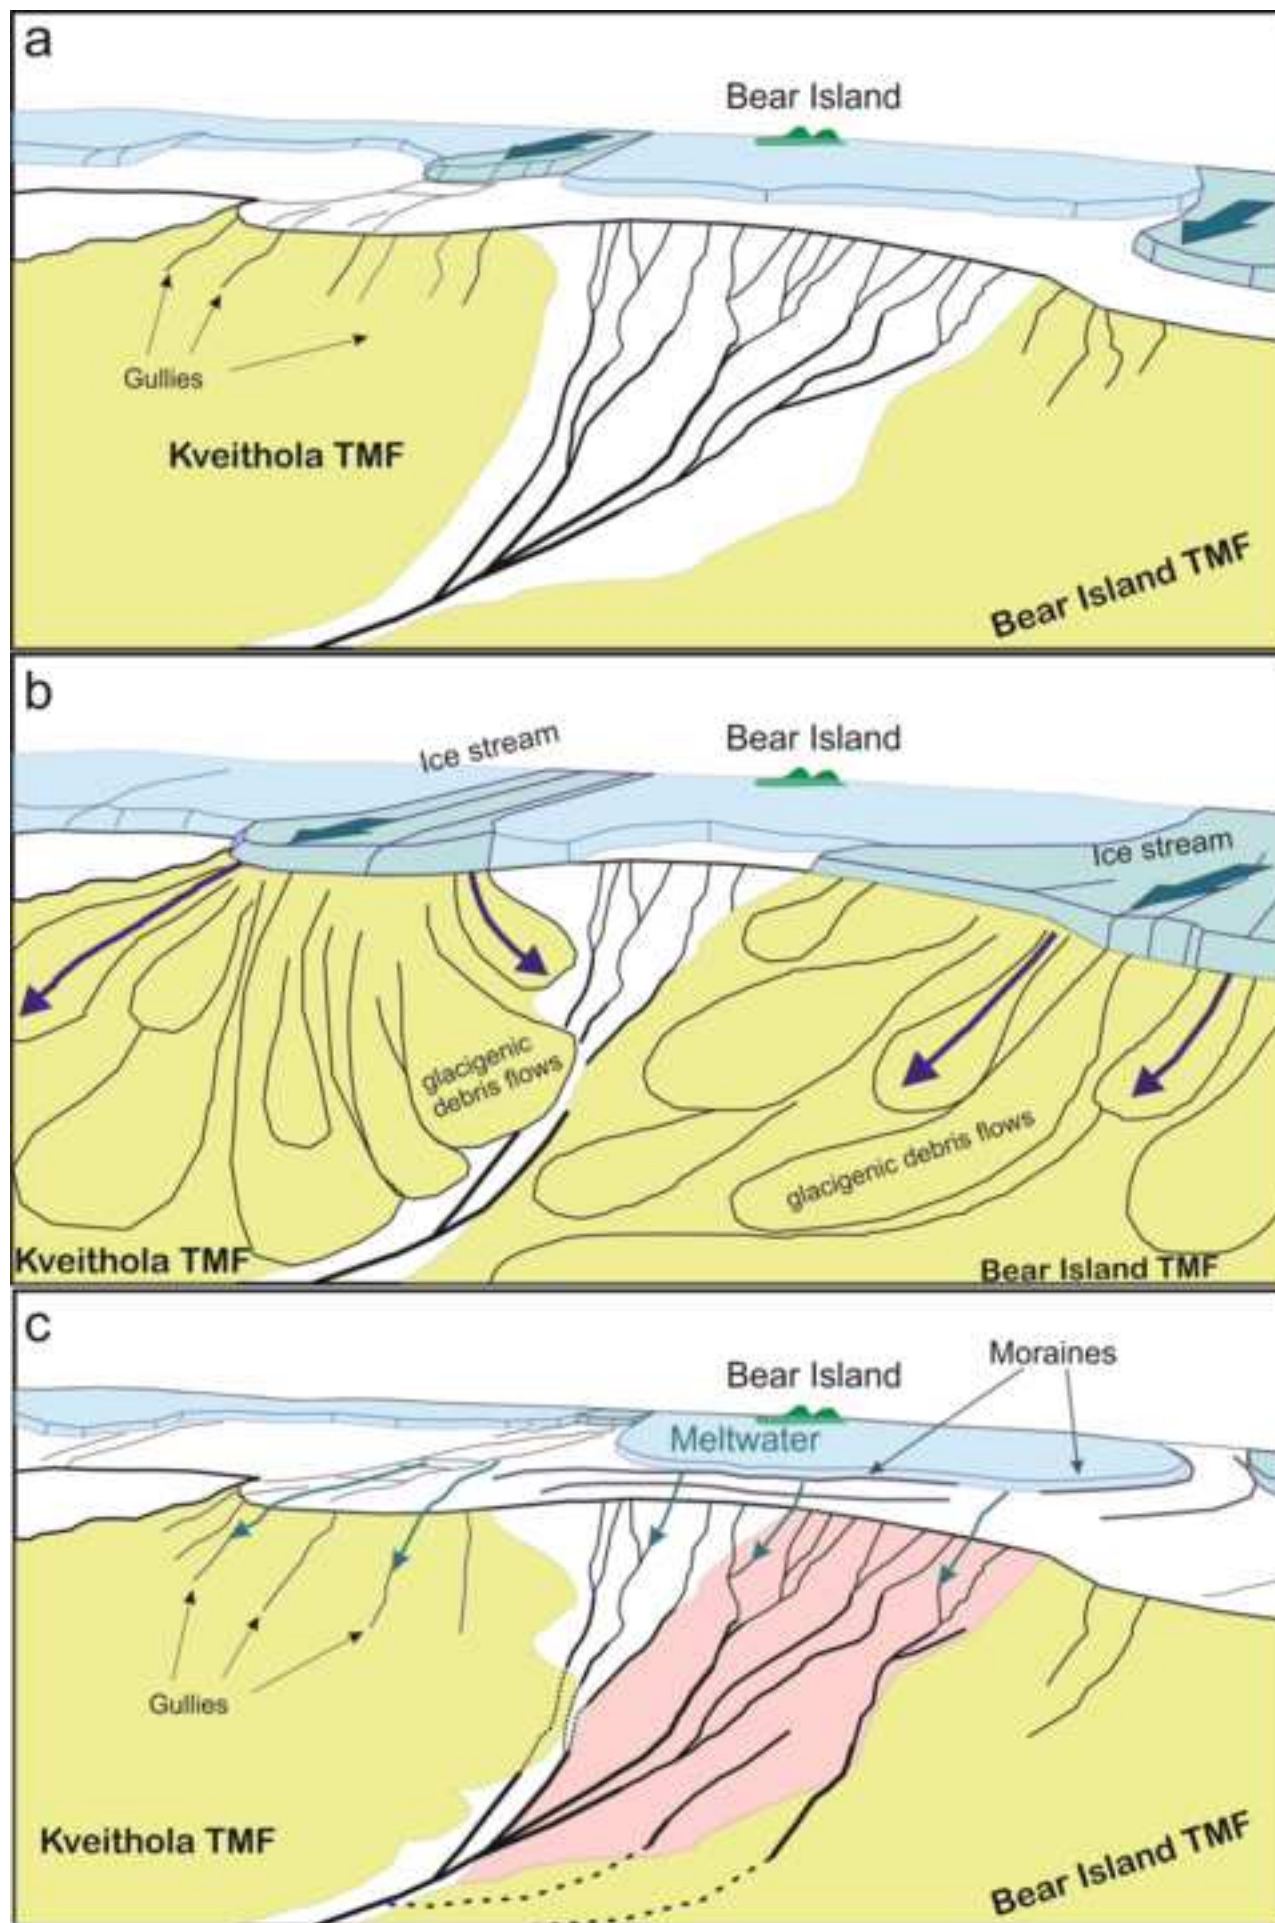 a
Bear Island
Gullies
Kveithola TMF
Bear Island TMF
b
Ice stream
Bear Island
Ice stream
glacigenic
debris flows
glacigenic debris flows
Kveithola TMF
Bear Island TMF
c
Moraines
Bear Island
Meltwater
Gullies
Kveithola TMF
Bear Island TMF